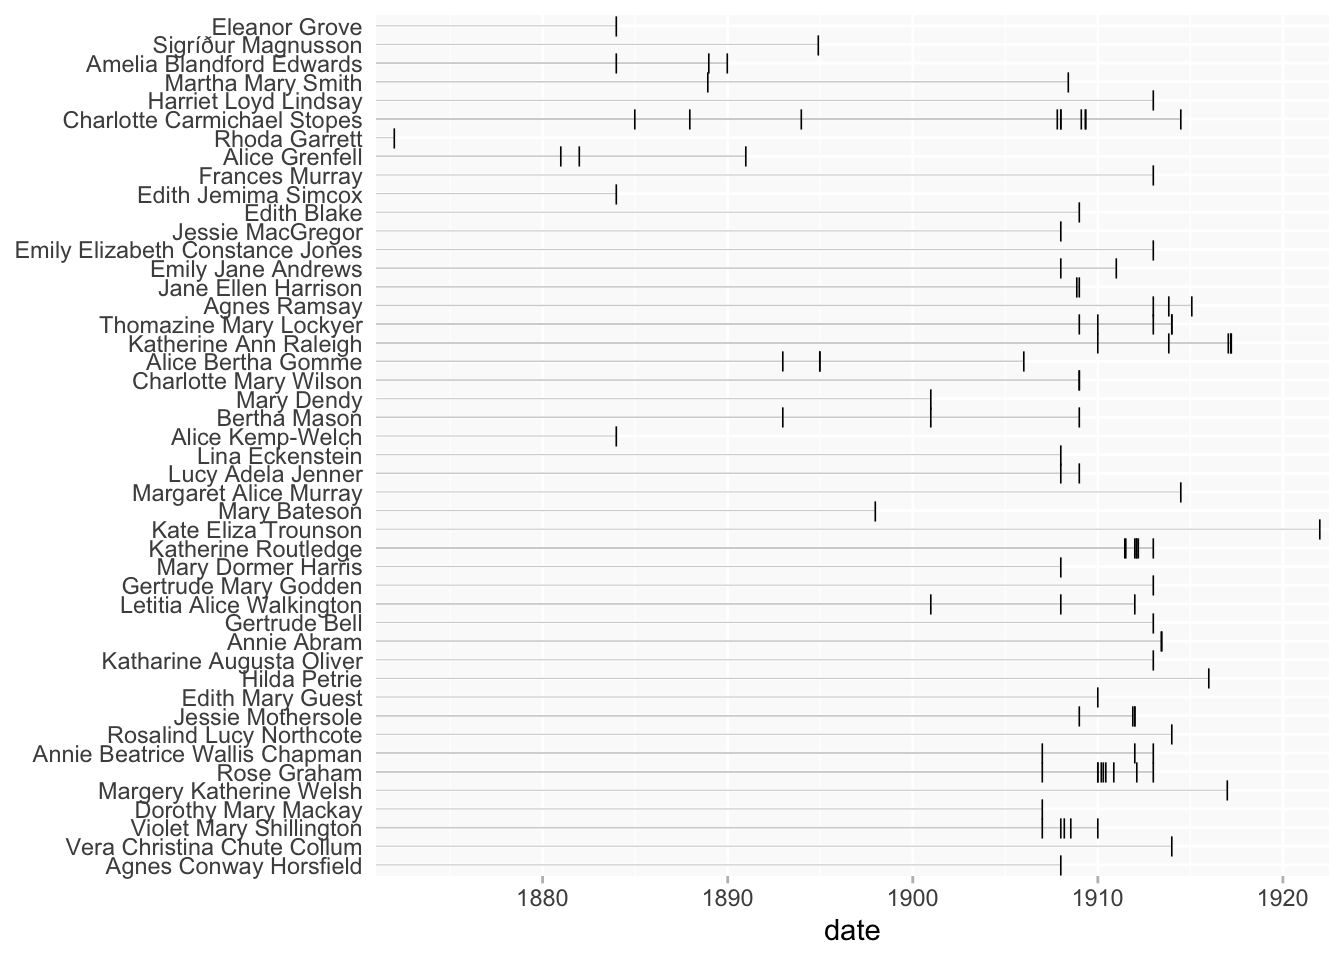 Eleanor Grove
Sigríður Magnusson
Amelia Blandford Edwards
Martha Mary Smith
Harriet Loyd Lindsay
Charlotte Carmichael Stopes
Rhoda Garrett
Alice Grenfell
Frances Murray
Edith Jemima Simcox
Edith Blake
Jessie MacGregor
Emily Elizabeth Constance Jones
Emily Jane Andrews
Jane Ellen Harrison
Agnes Ramsay
Thomazine Mary Lockyer
Katherine Ann Raleigh
Alice Bertha Gomme
Charlotte Mary Wilson
Mary Dendy
Bertha Mason
Alice Kemp-Welch
Lina Eckenstein
Lucy Adela Jenner
Margaret Alice Murray
Mary Bateson
Kate Eliza Trounson
Katherine Routledge
Mary Dormer Harris
Gertrude Mary Godden
Letitia Alice Walkington
Gertrude Bell
Annie Abram
Katharine Augusta Oliver
Hilda Petrie
Edith Mary Guest
Jessie Mothersole
Rosalind Lucy Northcote
Annie Beatrice Wallis Chapman
Rose Graham
Margery Katherine Welsh
Dorothy Mary Mackay
Violet Mary Shillington
Vera Christina Chute Collum
Agnes Conway Horsfield
1880 1890 1900 1910 1920
date